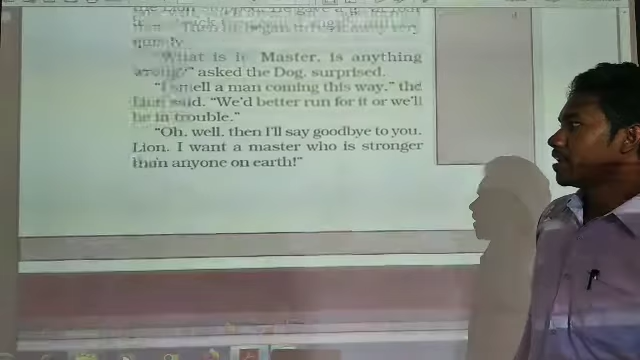 quietly.
"What is it, Master, is anything
wrong?" asked the Dog, surprised.
"I smell a man coming this way," the
Lion said. "We'd better run for it or we'll
be in trouble."
"Oh, well, then I'll say goodbye to you,
Lion. I want a master who is stronger
than anyone on earth!"